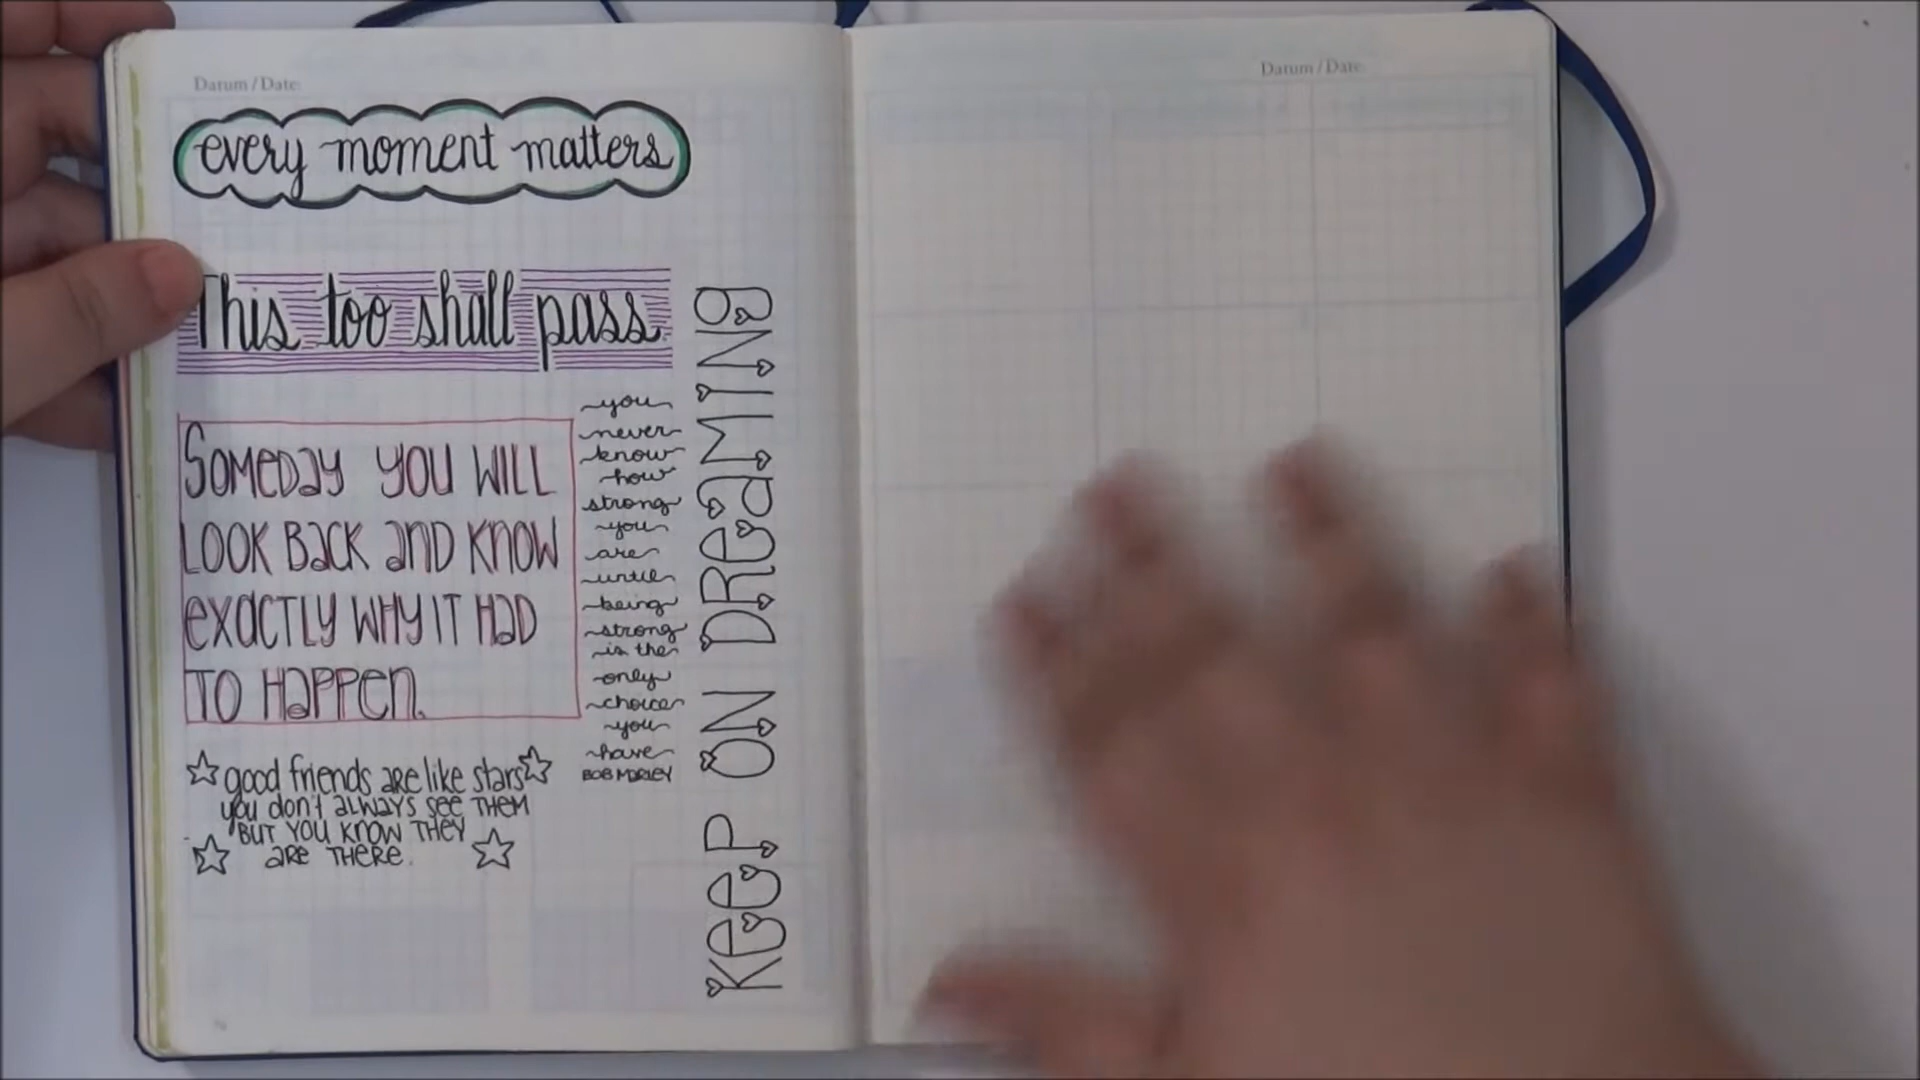 Datum / Date:
every moment matters
This too shall pass.
SOMEDAY YOU WILL
LOOK BACK AND KNOW
EXACTLY WHY IT HAD
TO HAPPEN.
you
never
know
how
strong
you
are
until
being
strong
is the
only
choice
you
have
BOB MARLEY
good friends are like stars
you don't always see them
BUT YOU KNOW THEY
are THERE.
KEEP ON DREAMING
Datum / Date: